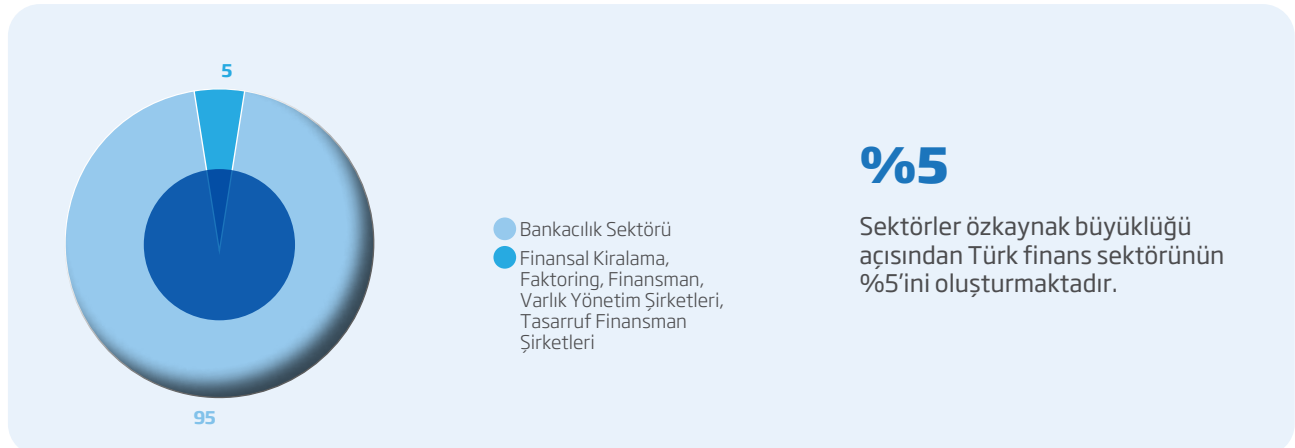 5
95
Bankacılık Sektörü
Finansal Kiralama,
Faktoring, Finansman,
Varlık Yönetim Şirketleri,
Tasarruf Finansman
Şirketleri
%5
Sektörler özkaynak büyüklüğü
açısından Türk finans sektörünün
%5’ini oluşturmaktadır.